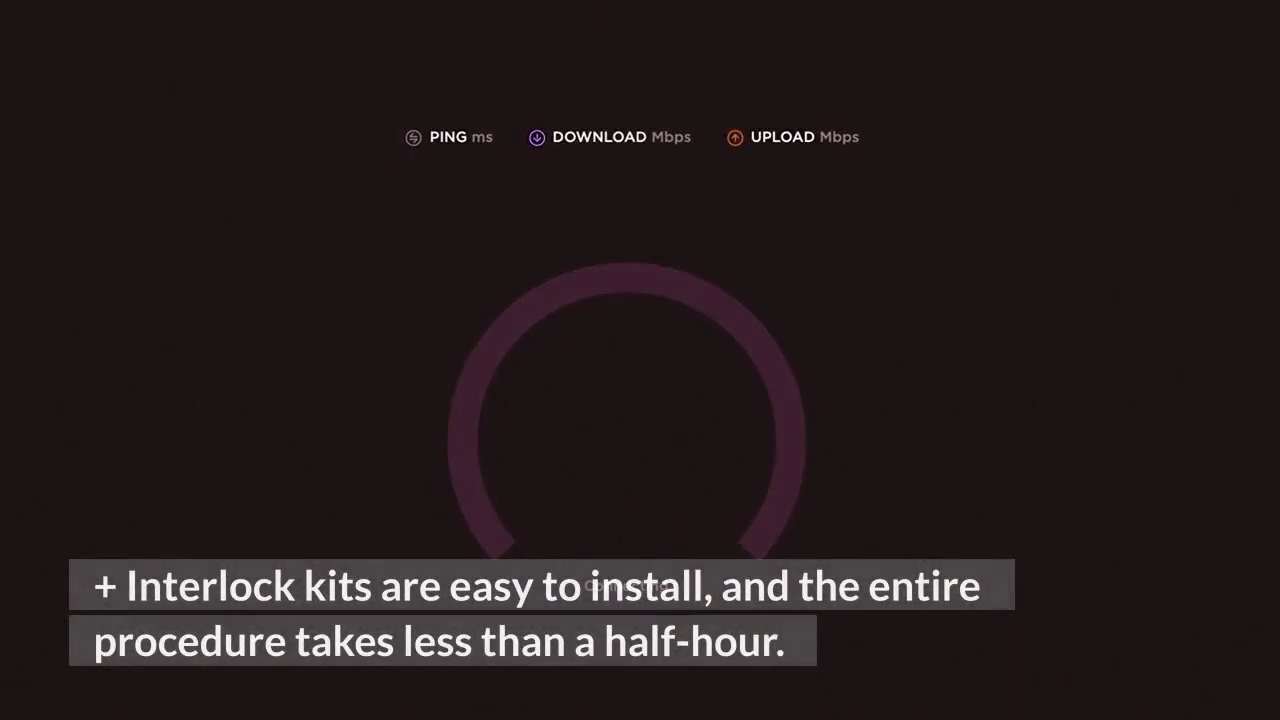 PING ms DOWNLOAD Mbps UPLOAD Mbps
+ Interlock kits are easy to install, and the entire
procedure takes less than a half-hour.